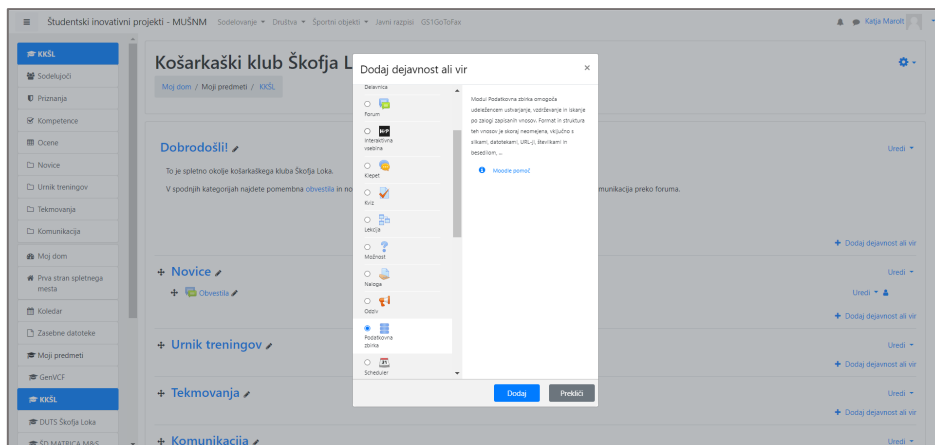 Študentski inovativni projekti - MUŠNM Sodelovanje Društva Športni objekti Javni razpisi GS1GoToFax
Katja Marolt
KKŠL
Sodelujoči
Priznanja
Kompetence
Ocene
Novice
Urnik treningov
Tekmovanja
Komunikacija
Moj dom
Prva stran spletnega
mesta
Koledar
Zasebne datoteke
Moji predmeti
GenVCF
KKŠL
DUTS Škofja Loka
ŠD MATRICA M&S
Košarkaški klub Škofja L
Moj dom / Moji predmeti / KKŠL
Dobrodošli!
Uredi
To je spletno okolje košarkaškega kluba Škofja Loka.
V spodnjih kategorijah najdete pomembna obvestila in no
munikacija preko foruma.
+ Dodaj dejavnost ali vir
Novice
Uredi
Obvestila
Uredi
+ Dodaj dejavnost ali vir
Urnik treningov
Uredi
+ Dodaj dejavnost ali vir
Tekmovanja
Uredi
+ Dodaj dejavnost ali vir
Komunikacija
Uredi
Dodaj dejavnost ali vir
×
Delavnica
Forum
H5P
Interaktivna
vsebina
Klepet
Kviz
Lekcija
Možnost
Naloga
Odziv
Podatkovna
zbirka
31
Scheduler
Modul Podatkovna zbirka omogoča
udeležencem ustvarjanje, vzdrževanje in iskanje
po zalogi zapisanih vnosov. Format in struktura
teh vnosov je skoraj neomejena, vključno s
slikami, datotekami, URL-ji, številkami in
besedilom, ..
Moodle pomoč
Dodaj
Prekliči